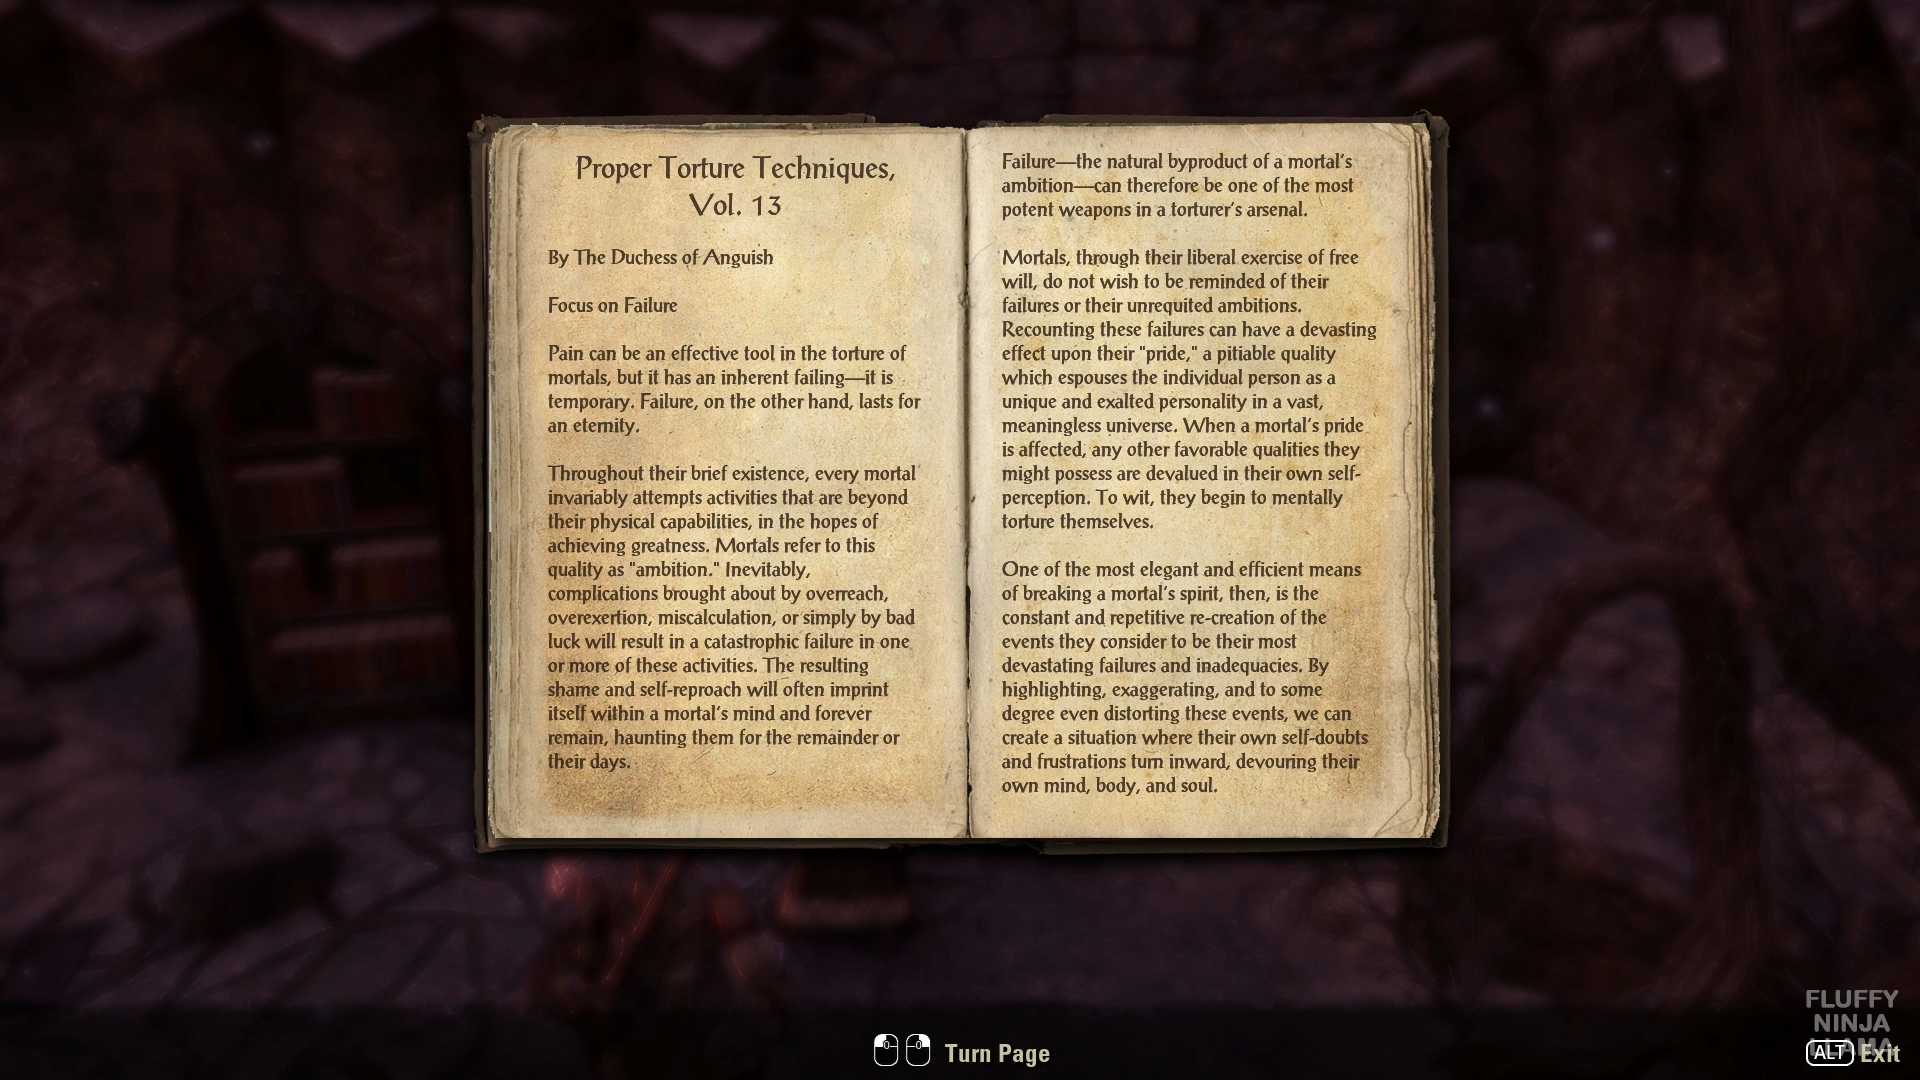 Proper Torture Techniques,
Vol. 13
By The Duchess of Anguish
Focus on Failure
Pain can be an effective tool in the torture of
mortals, but it has an inherent failing—it is
temporary. Failure, on the other hand, lasts for
an eternity.
Throughout their brief existence, every mortal
invariably attempts activities that are beyond
their physical capabilities, in the hopes of
achieving greatness. Mortals refer to this
quality as "ambition." Inevitably,
complications brought about by overreach,
overexertion, miscalculation, or simply by bad
luck will result in a catastrophic failure in one
or more of these activities. The resulting
shame and self-reproach will often imprint
itself within a mortal's mind and forever
remain, haunting them for the remainder or
their days.
Failure—the natural byproduct of a mortal's
ambition—can therefore be one of the most
potent weapons in a torturer's arsenal.
Mortals, through their liberal exercise of free
will, do not wish to be reminded of their
failures or their unrequited ambitions.
Recounting these failures can have a devasting
effect upon their "pride," a pitiable quality
which espouses the individual person as a
unique and exalted personality in a vast,
meaningless universe. When a mortal's pride
is affected, any other favorable qualities they
might possess are devalued in their own self-
perception. To wit, they begin to mentally
torture themselves.
One of the most elegant and efficient means
of breaking a mortal's spirit, then, is the
constant and repetitive re-creation of the
events they consider to be their most
devastating failures and inadequacies. By
highlighting, exaggerating, and to some
degree even distorting these events, we can
create a situation where their own self-doubts
and frustrations turn inward, devouring their
own mind, body, and soul.
Turn Page
FLUFFY
NINJA
LLAMA
ALT Exit